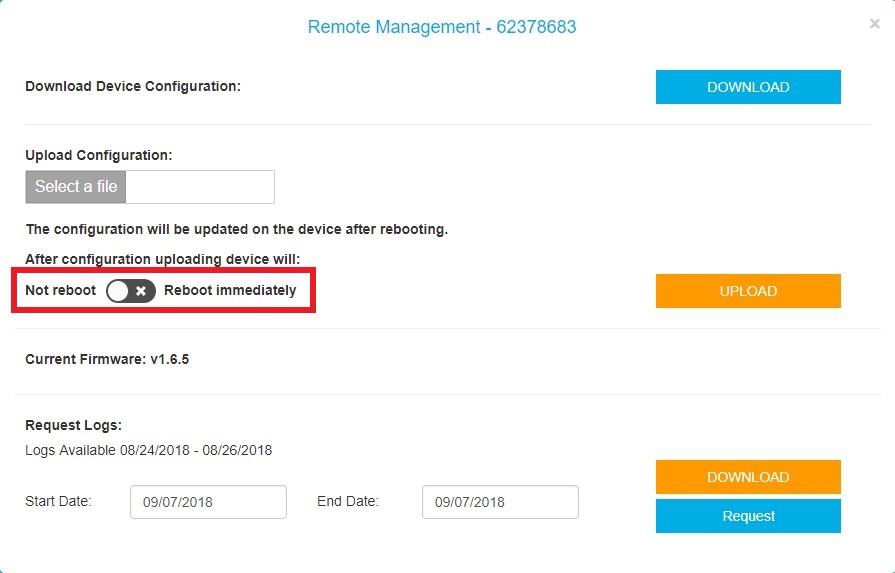 Remote Management - 62378683
×
Download Device Configuration:
DOWNLOAD
Upload Configuration:
Select a file
The configuration will be updated on the device after rebooting.
After configuration uploading device will:
Not reboot Reboot immediately
UPLOAD
Current Firmware: v1.6.5
Request Logs:
Logs Available 08/24/2018 - 08/26/2018
DOWNLOAD
Start Date: 09/07/2018 End Date: 09/07/2018
Request